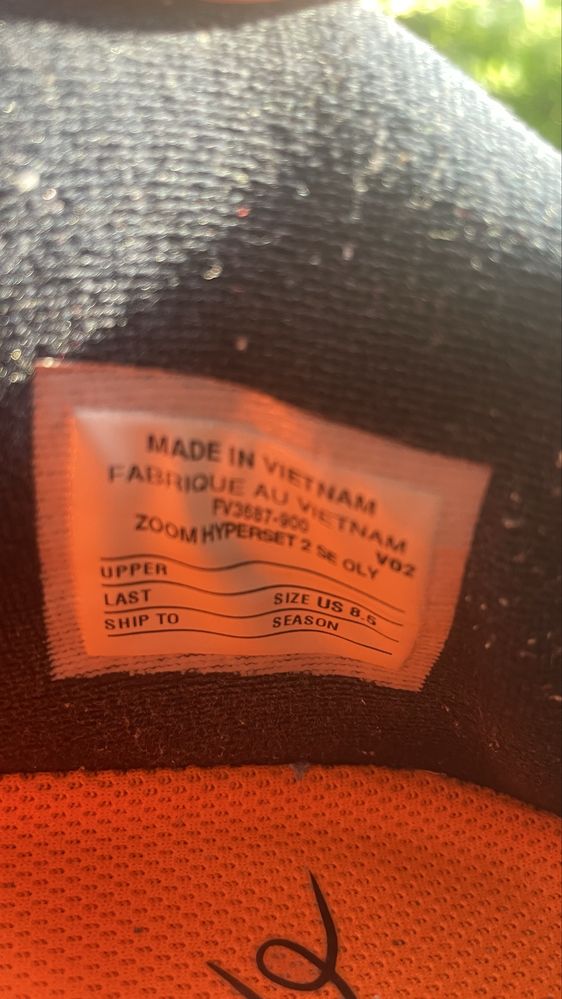 MADE IN VIETNAM
FABRIQUE AU VIETNAM
FV3687-900
ZOOM HYPERSET 2 SE OLY V02
UPPER
LAST SIZE US 8.5
SHIP TO SEASON